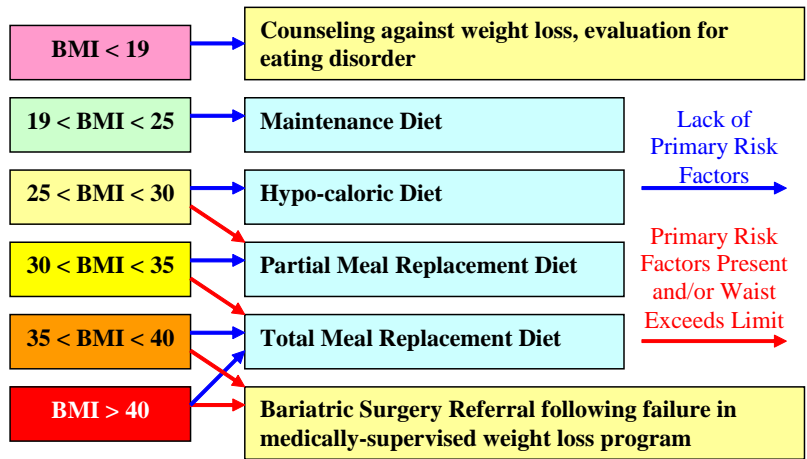 BMI < 19
Counseling against weight loss, evaluation for
eating disorder
19 < BMI < 25
Maintenance Diet
25 < BMI < 30
Hypo-caloric Diet
30 < BMI < 35
Partial Meal Replacement Diet
35 < BMI < 40
Total Meal Replacement Diet
BMI > 40
Bariatric Surgery Referral following failure in
medically-supervised weight loss program
Lack of
Primary Risk
Factors
Primary Risk
Factors Present
and/or Waist
Exceeds Limit